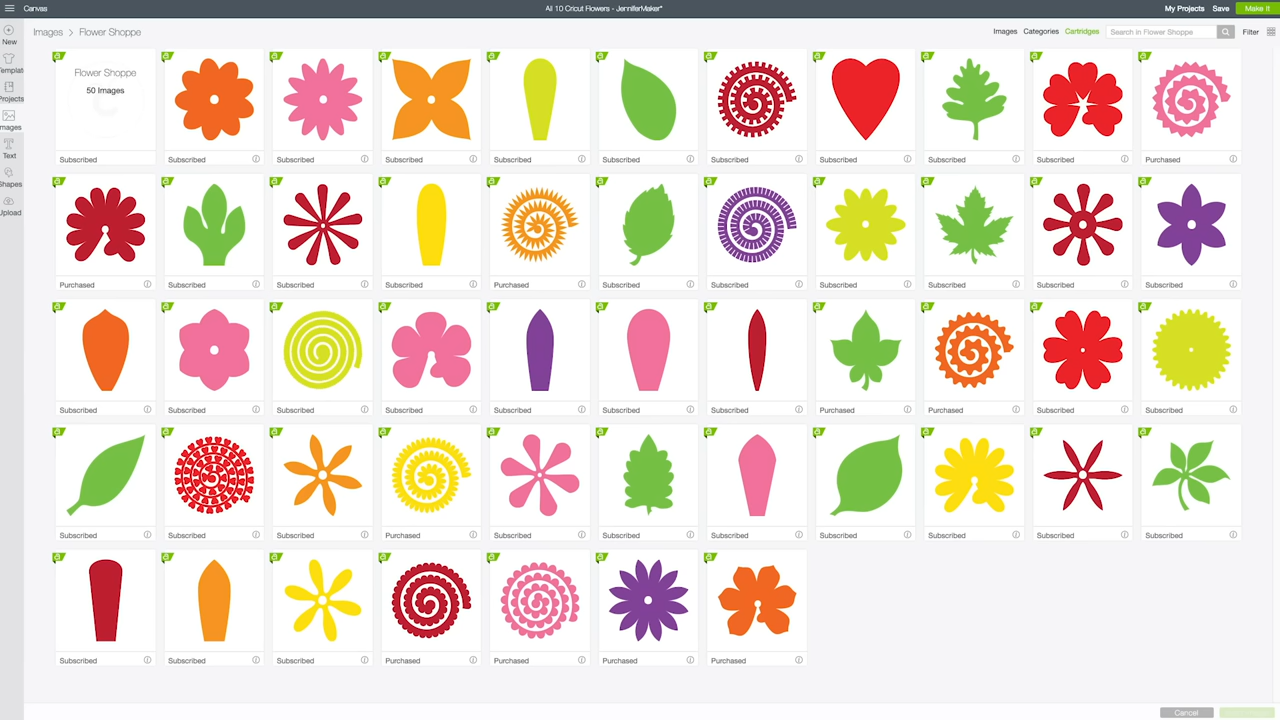 Canvas
All 10 Cricut Flowers - JenniferMaker*
My Projects Save Make It
Images > Flower Shoppe
Images Categories Cartridges Search in Flower Shoppe Filter
New
Templat
Projects
Images
Text
Shapes
Upload
Flower Shoppe
50 Images
Subscribed Subscribed Subscribed Subscribed Subscribed Subscribed Subscribed Subscribed Subscribed Subscribed Purchased
Purchased Subscribed Subscribed Subscribed Purchased Subscribed Subscribed Subscribed Subscribed Subscribed Subscribed
Subscribed Subscribed Subscribed Subscribed Subscribed Subscribed Subscribed Purchased Purchased Subscribed Subscribed
Subscribed Subscribed Subscribed Purchased Subscribed Subscribed Subscribed Subscribed Subscribed Subscribed Subscribed
Subscribed Subscribed Subscribed Purchased Purchased Purchased Purchased
Cancel